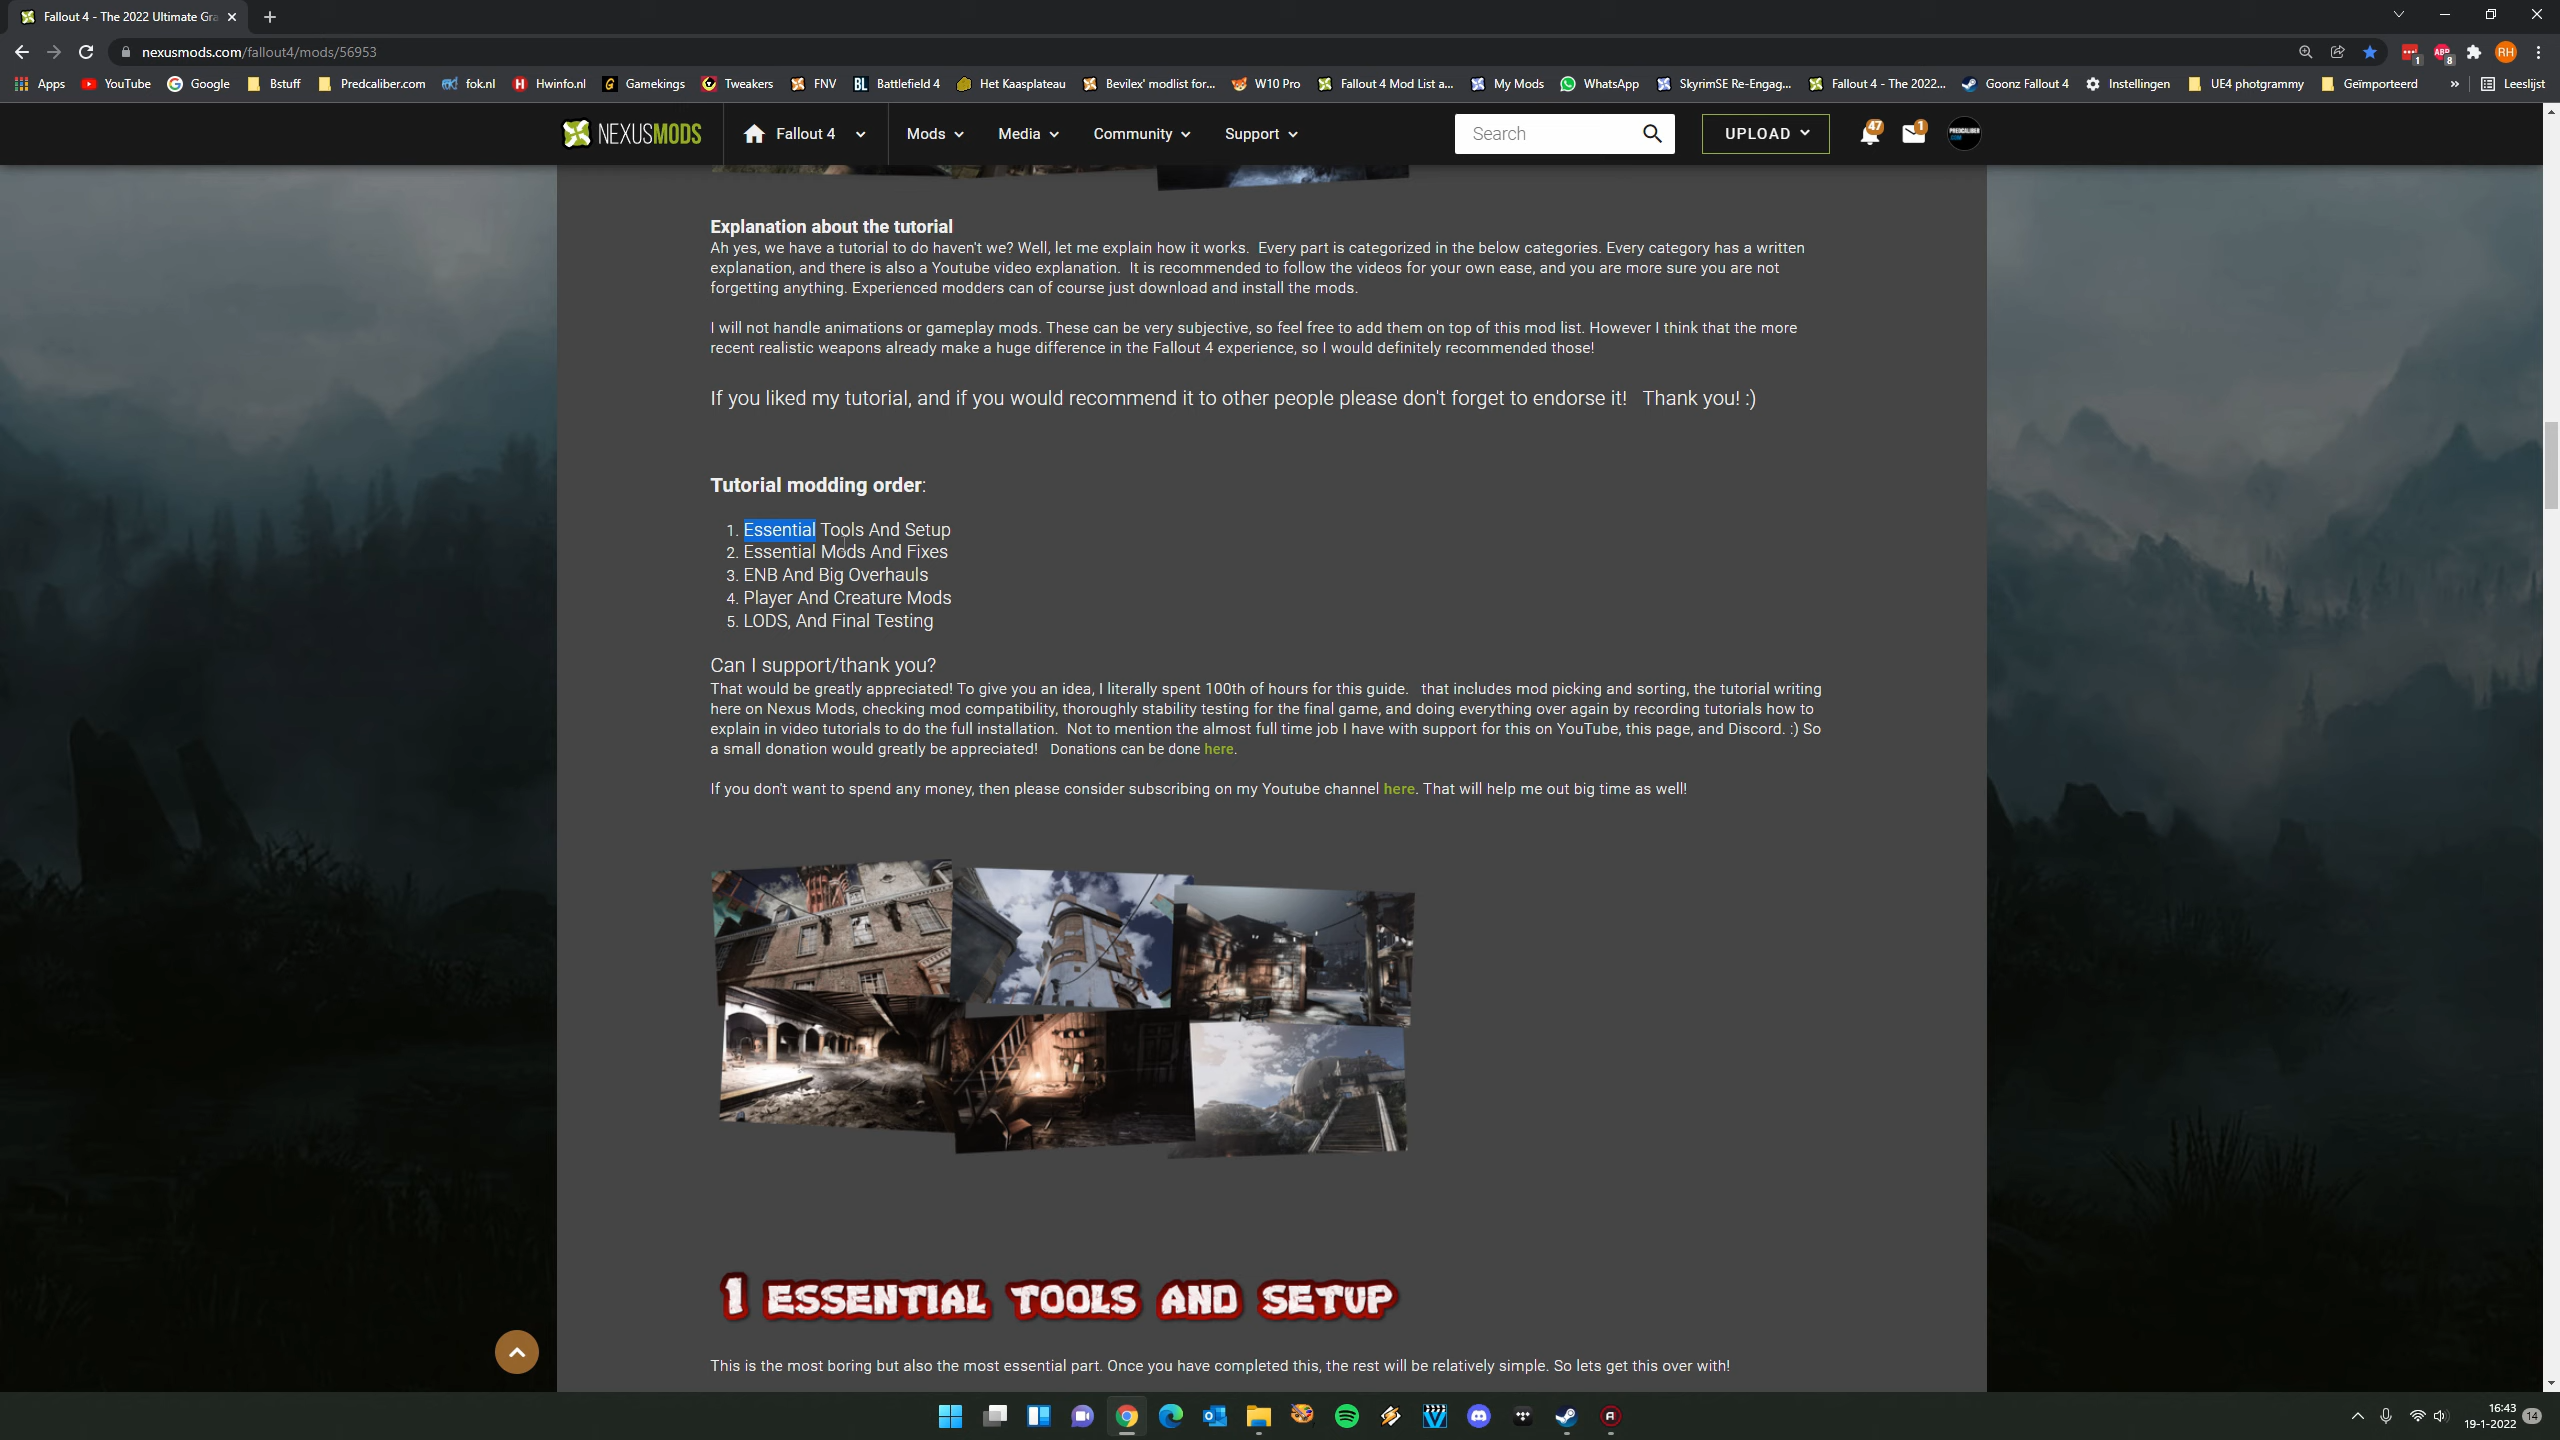 Fallout 4 - The 2022 Ultimate Gra
nexusmods.com/fallout4/mods/56953
1 ABP 8 RH
Apps YouTube Google Bstuff Predcaliber.com fok.nl Hwinfo.nl Gamekings Tweakers FNV Battlefield 4 Het Kaasplateau Bevilex' modlist for... W10 Pro Fallout 4 Mod List a... My Mods WhatsApp SkyrimSE Re-Engag... Fallout 4 - The 2022... Goonz Fallout 4 Instellingen UE4 photgrammy Geïmporteerd » Leeslijst
NEXUSMODS Fallout 4 Mods Media Community Support Search UPLOAD 47 1
Explanation about the tutorial
Ah yes, we have a tutorial to do haven't we? Well, let me explain how it works. Every part is categorized in the below categories. Every category has a written
explanation, and there is also a Youtube video explanation. It is recommended to follow the videos for your own ease, and you are more sure you are not
forgetting anything. Experienced modders can of course just download and install the mods.
I will not handle animations or gameplay mods. These can be very subjective, so feel free to add them on top of this mod list. However I think that the more
recent realistic weapons already make a huge difference in the Fallout 4 experience, so I would definitely recommended those!
If you liked my tutorial, and if you would recommend it to other people please don't forget to endorse it! Thank you! :)
Tutorial modding order:
1. Essential Tools And Setup
2. Essential Mods And Fixes
3. ENB And Big Overhauls
4. Player And Creature Mods
5. LODS, And Final Testing
Can I support/thank you?
That would be greatly appreciated! To give you an idea, I literally spent 100th of hours for this guide. that includes mod picking and sorting, the tutorial writing
here on Nexus Mods, checking mod compatibility, thoroughly stability testing for the final game, and doing everything over again by recording tutorials how to
explain in video tutorials to do the full installation. Not to mention the almost full time job I have with support for this on YouTube, this page, and Discord. :) So
a small donation would greatly be appreciated! Donations can be done here.
If you don't want to spend any money, then please consider subscribing on my Youtube channel here. That will help me out big time as well!
1 ESSENTIAL TOOLS AND SETUP
This is the most boring but also the most essential part. Once you have completed this, the rest will be relatively simple. So lets get this over with!
16:43
19-1-2022 14